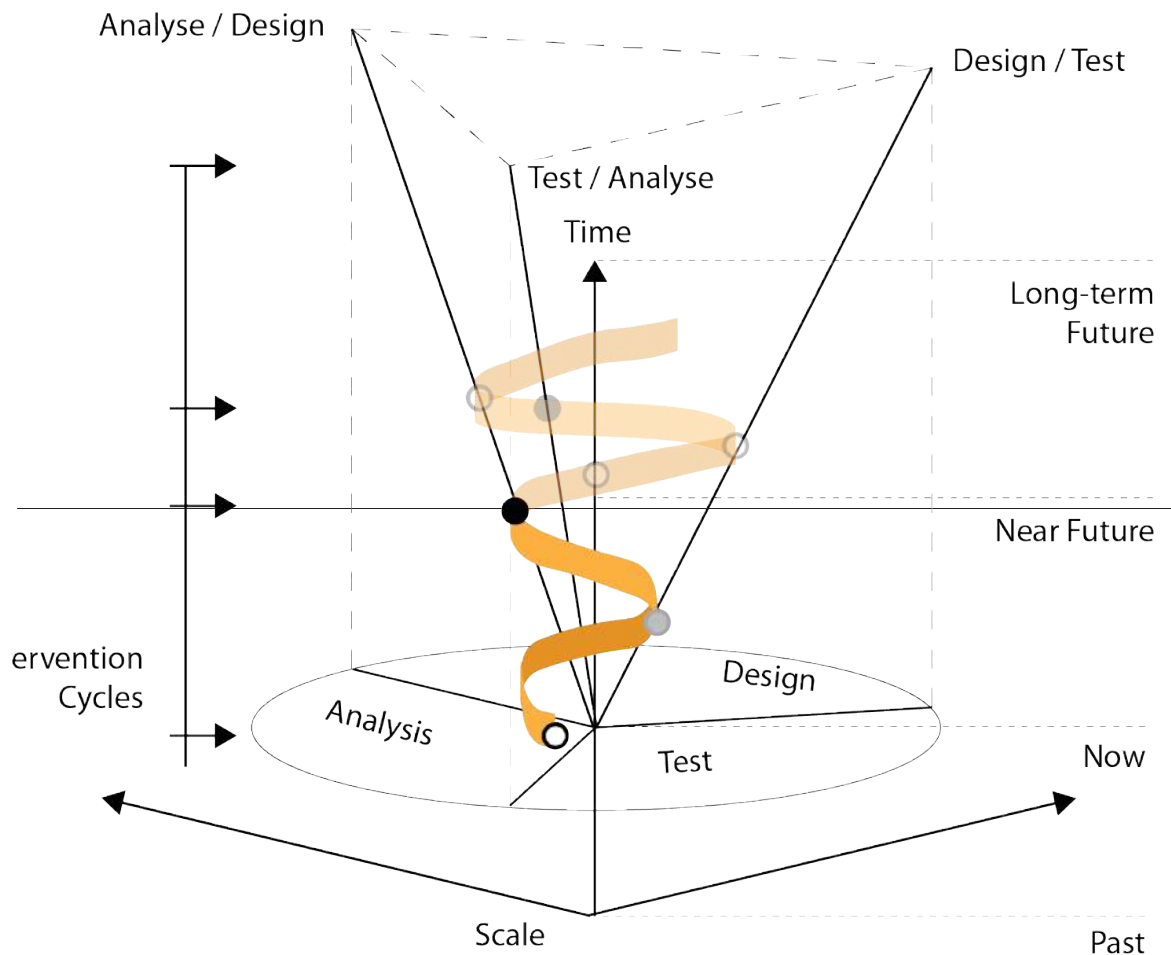 Analyse / Design
Design / Test
Test / Analyse
Time
Long-term
Future
Near Future
ervention
Cycles
Design
Analysis
Test
Now
Scale
Past